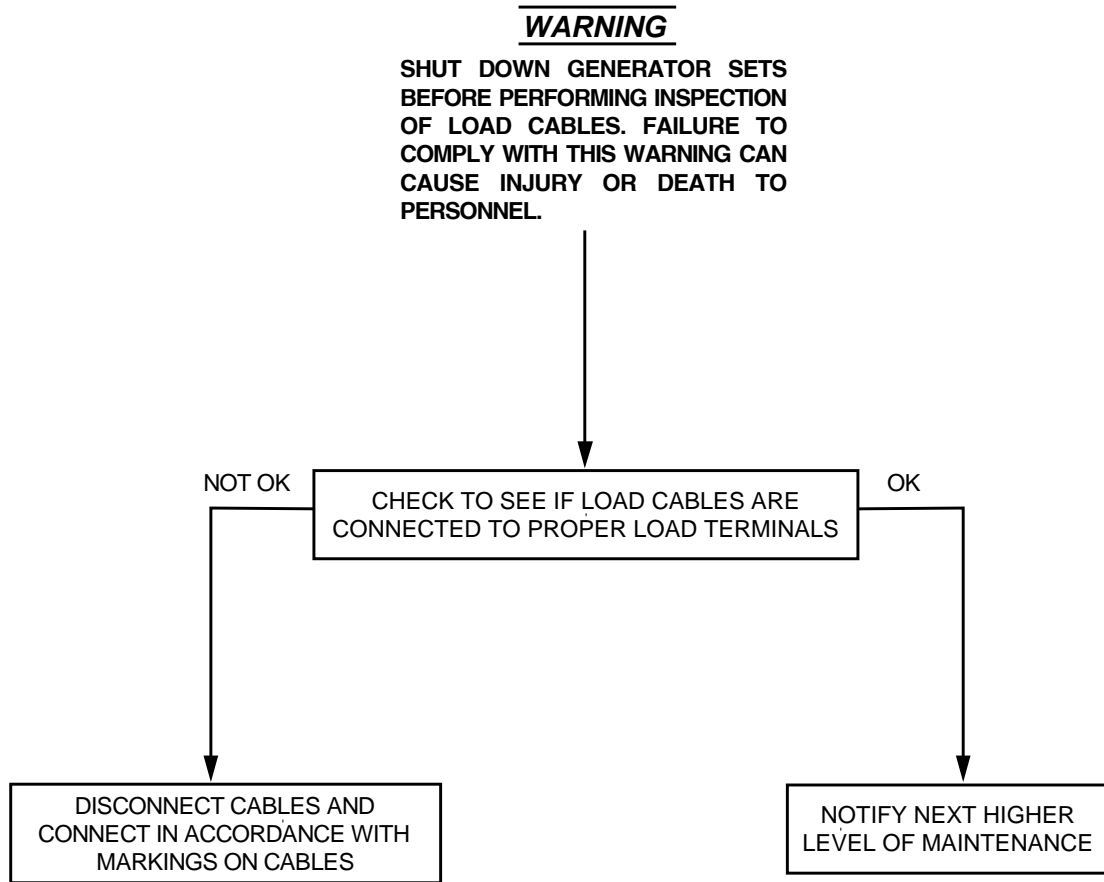 WARNING
SHUT DOWN GENERATOR SETS
BEFORE PERFORMING INSPECTION
OF LOAD CABLES. FAILURE TO
COMPLY WITH THIS WARNING CAN
CAUSE INJURY OR DEATH TO
PERSONNEL.
NOT OK
CHECK TO SEE IF LOAD CABLES ARE
CONNECTED TO PROPER LOAD TERMINALS
OK
DISCONNECT CABLES AND
CONNECT IN ACCORDANCE WITH
MARKINGS ON CABLES
NOTIFY NEXT HIGHER
LEVEL OF MAINTENANCE